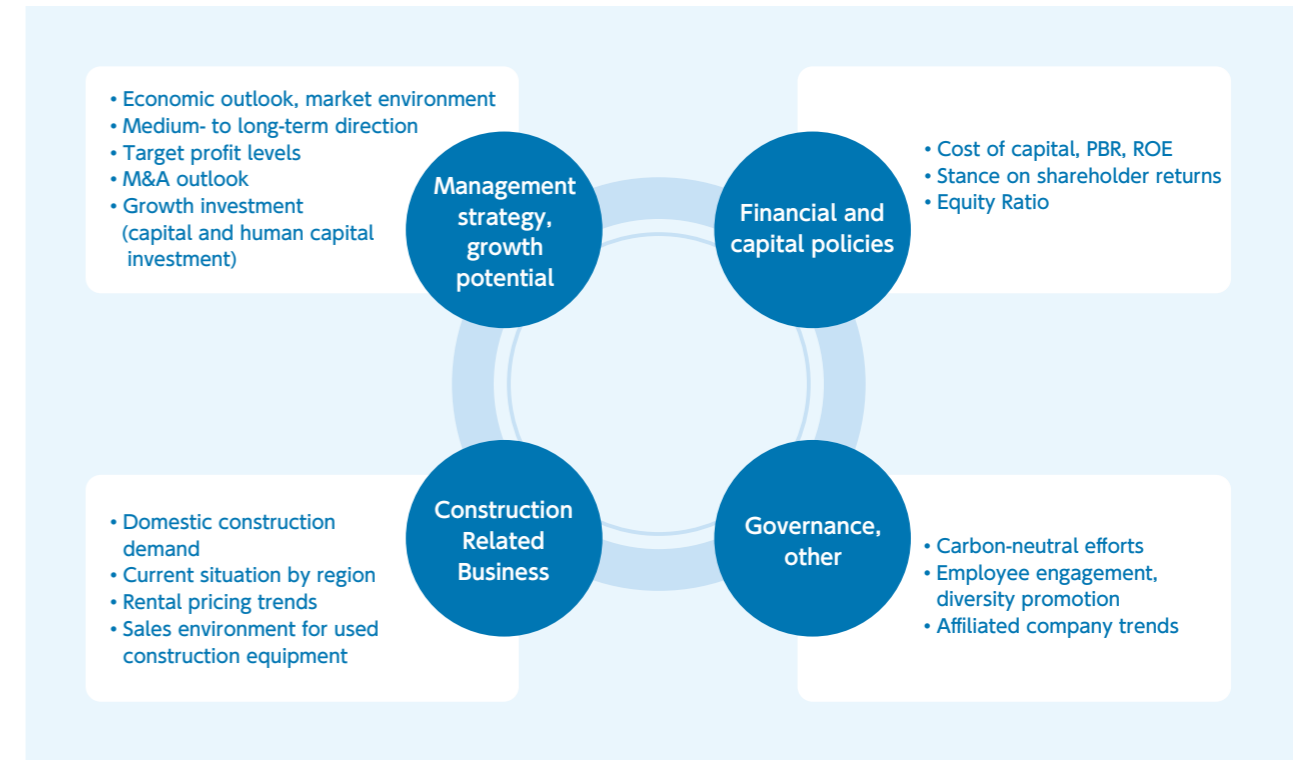 • Economic outlook, market environment
• Medium- to long-term direction
• Target profit levels
• M&A outlook
• Growth investment
(capital and human capital
investment)
Management
strategy,
growth
potential
Financial and
capital policies
• Cost of capital, PBR, ROE
• Stance on shareholder returns
• Equity Ratio
• Domestic construction
demand
• Current situation by region
• Rental pricing trends
• Sales environment for used
construction equipment
Construction
Related
Business
Governance,
other
• Carbon-neutral efforts
• Employee engagement,
diversity promotion
• Affiliated company trends